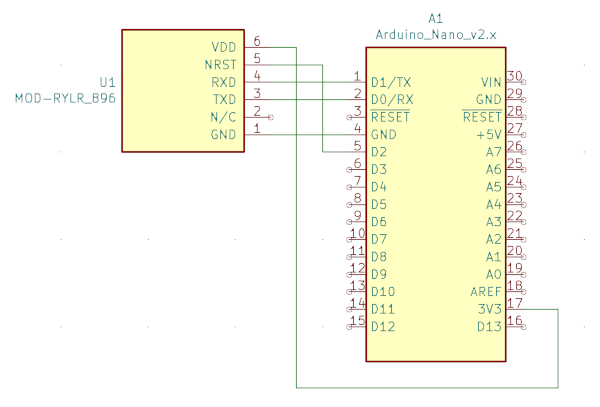 A1
Arduino_Nano_v2.x
U1
MOD-RYLR_B96
VDD 6
NRST 5
RXD 4
TXD 3
N/C 2
GND 1
1 D1/TX VIN 30
2 D0/RX GND 29
3 RESET RESET 28
4 GND +5V 27
5 D2 A7 26
6 D3 A6 25
7 D4 A5 24
8 D5 A4 23
9 D6 A3 22
10 D7 A2 21
11 D8 A1 20
12 D9 A0 19
13 D10 AREF 18
14 D11 3V3 17
15 D12 D13 16